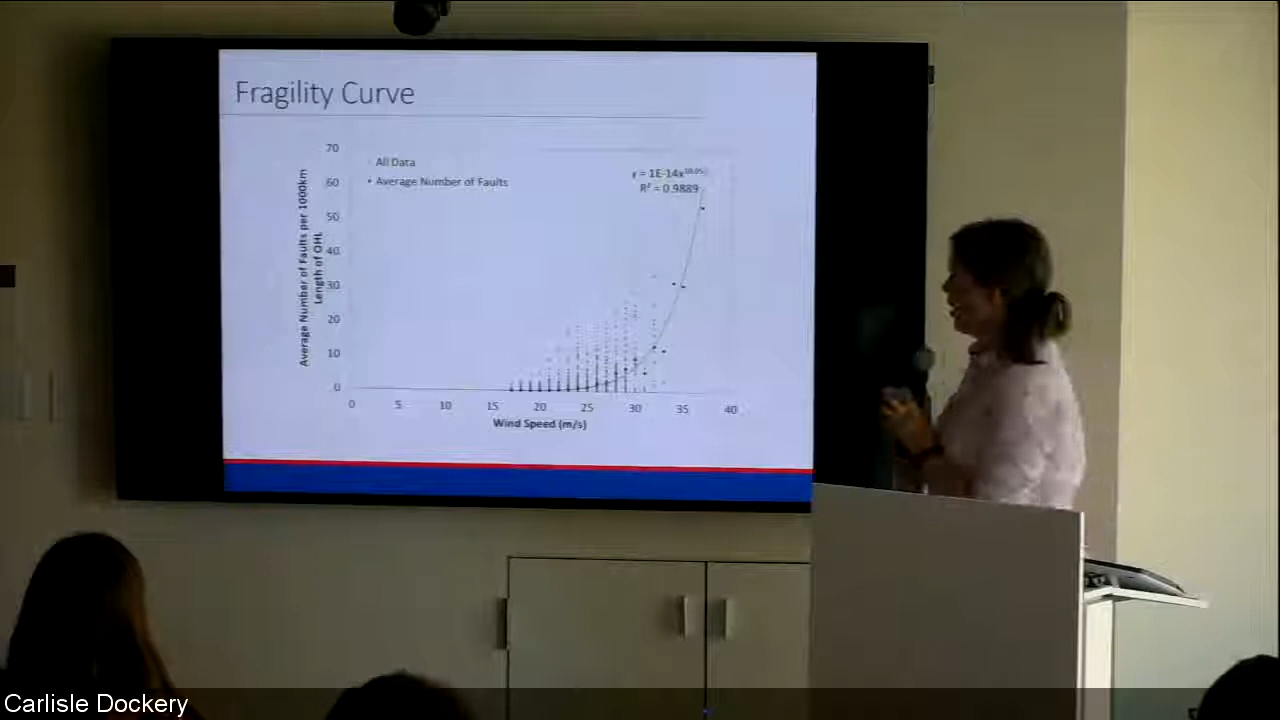 Fragility Curve
70
60
50
40
30
20
10
0
Average Number of Faults per 1000km
Length of OHL
All Data
• Average Number of Faults
R² = 0.9889
0 5 10 15 20 25 30 35 40
Wind Speed (m/s)
Carlisle Dockery